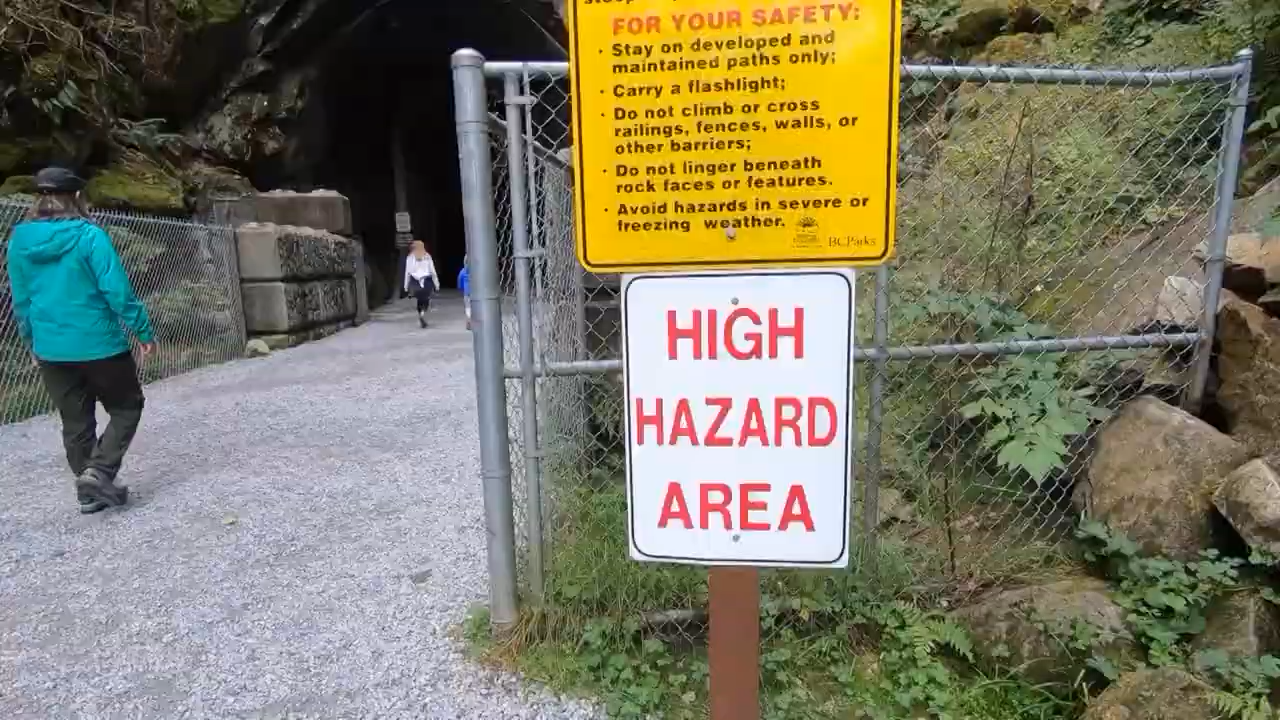 FOR YOUR SAFETY:
· Stay on developed and
maintained paths only;
· Carry a flashlight;
· Do not climb or cross
railings, fences, walls, or
other barriers;
· Do not linger beneath
rock faces or features.
· Avoid hazards in severe or
freezing weather.
BCParks
HIGH
HAZARD
AREA